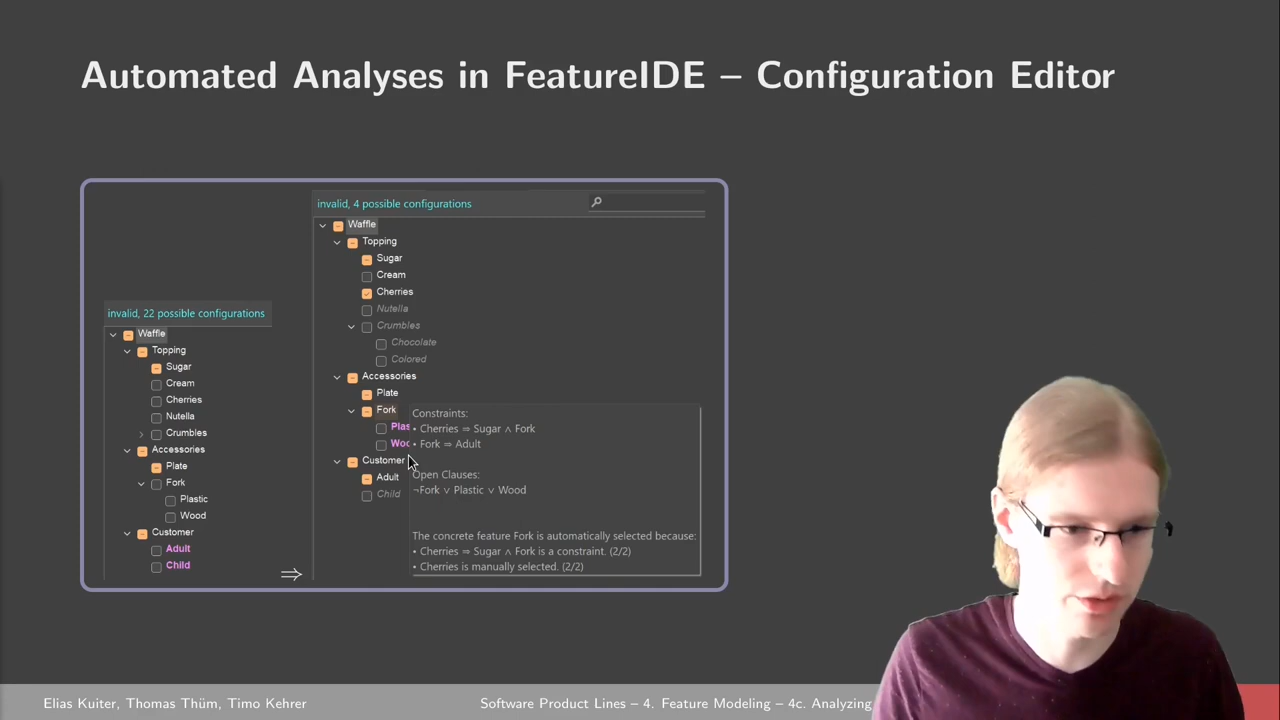 Automated Analyses in FeatureIDE – Configuration Editor
invalid, 22 possible configurations
Waffle
Topping
Sugar
Cream
Cherries
Nutella
Crumbles
Accessories
Plate
Fork
Plastic
Wood
Customer
Adult
Child
⇒
invalid, 4 possible configurations
Waffle
Topping
Sugar
Cream
Cherries
Nutella
Crumbles
Chocolate
Colored
Accessories
Plate
Fork
Customer
Adult
Child
Constraints:
• Cherries ⇒ Sugar ∧ Fork
• Fork ⇒ Adult
Open Clauses:
¬Fork ∨ Plastic ∨ Wood
The concrete feature Fork is automatically selected because:
• Cherries ⇒ Sugar ∧ Fork is a constraint. (2/2)
• Cherries is manually selected. (2/2)
Elias Kuiter, Thomas Thüm, Timo Kehrer
Software Product Lines – 4. Feature Modeling – 4c. Analyzing